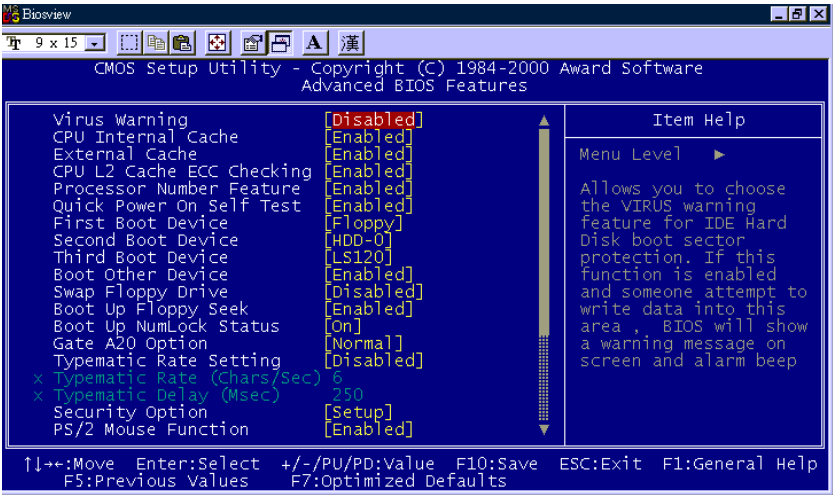 MS Biosview
9 x 15
A 漢
CMOS Setup Utility - Copyright (C) 1984-2000 Award Software
Advanced BIOS Features
Virus Warning [Disabled]
CPU Internal Cache [Enabled]
External Cache [Enabled]
CPU L2 Cache ECC Checking [Enabled]
Processor Number Feature [Enabled]
Quick Power On Self Test [Enabled]
First Boot Device [Floppy]
Second Boot Device [HDD-0]
Third Boot Device [LS120]
Boot Other Device [Enabled]
Swap Floppy Drive [Disabled]
Boot Up Floppy Seek [Enabled]
Boot Up NumLock Status [On]
Gate A20 Option [Normal]
Typematic Rate Setting [Disabled]
x Typematic Rate (Chars/Sec) 6
x Typematic Delay (Msec) 250
Security Option [Setup]
PS/2 Mouse Function [Enabled]
Item Help
Menu Level ►
Allows you to choose
the VIRUS warning
feature for IDE Hard
Disk boot sector
protection. If this
function is enabled
and someone attempt to
write data into this
area , BIOS will show
a warning message on
screen and alarm beep
↑↓→←:Move Enter:Select +/-/PU/PD:Value F10:Save ESC:Exit F1:General Help
F5:Previous Values F7:Optimized Defaults